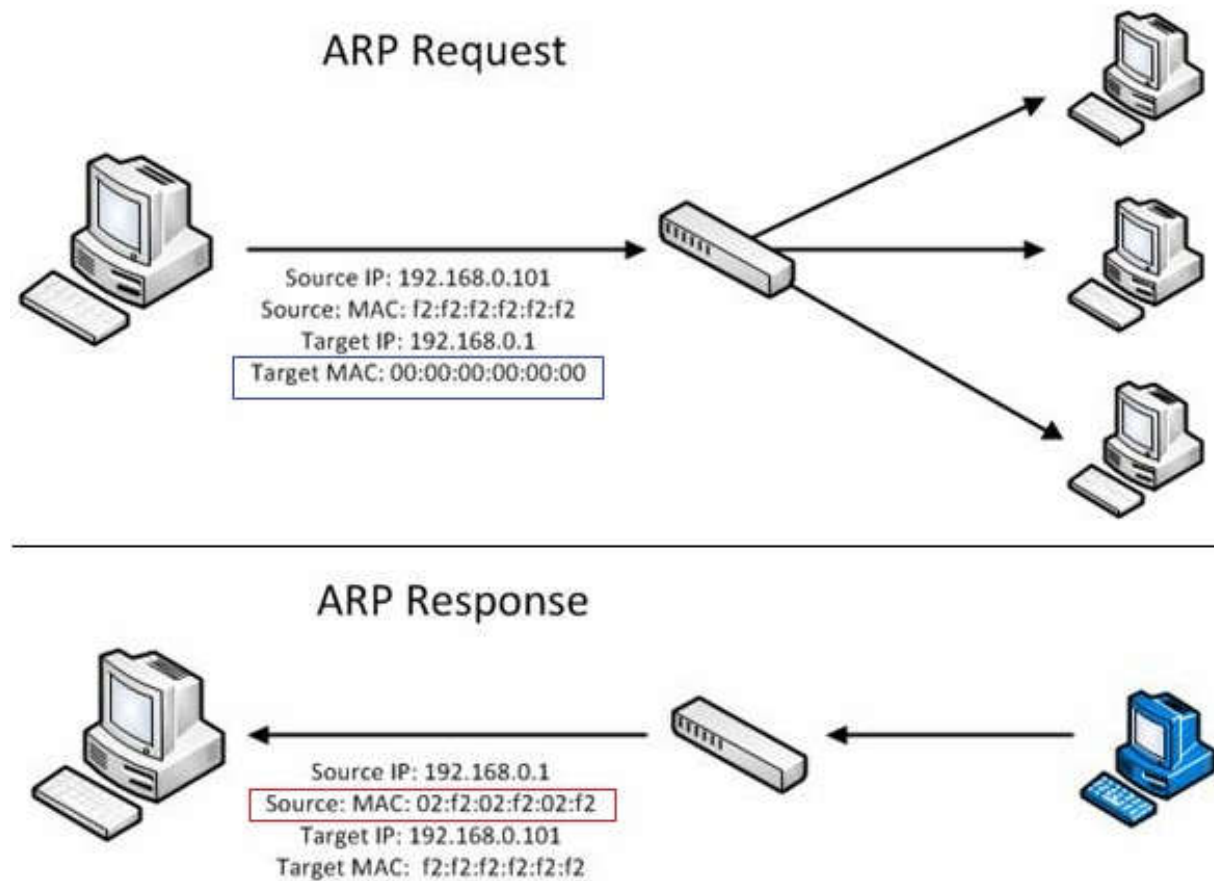 ARP Request
Source IP: 192.168.0.101
Source: MAC: f2:f2:f2:f2:f2:f2
Target IP: 192.168.0.1
Target MAC: 00:00:00:00:00:00
ARP Response
Source IP: 192.168.0.1
Source: MAC: 02:f2:02:f2:02:f2
Target IP: 192.168.0.101
Target MAC: f2:f2:f2:f2:f2:f2